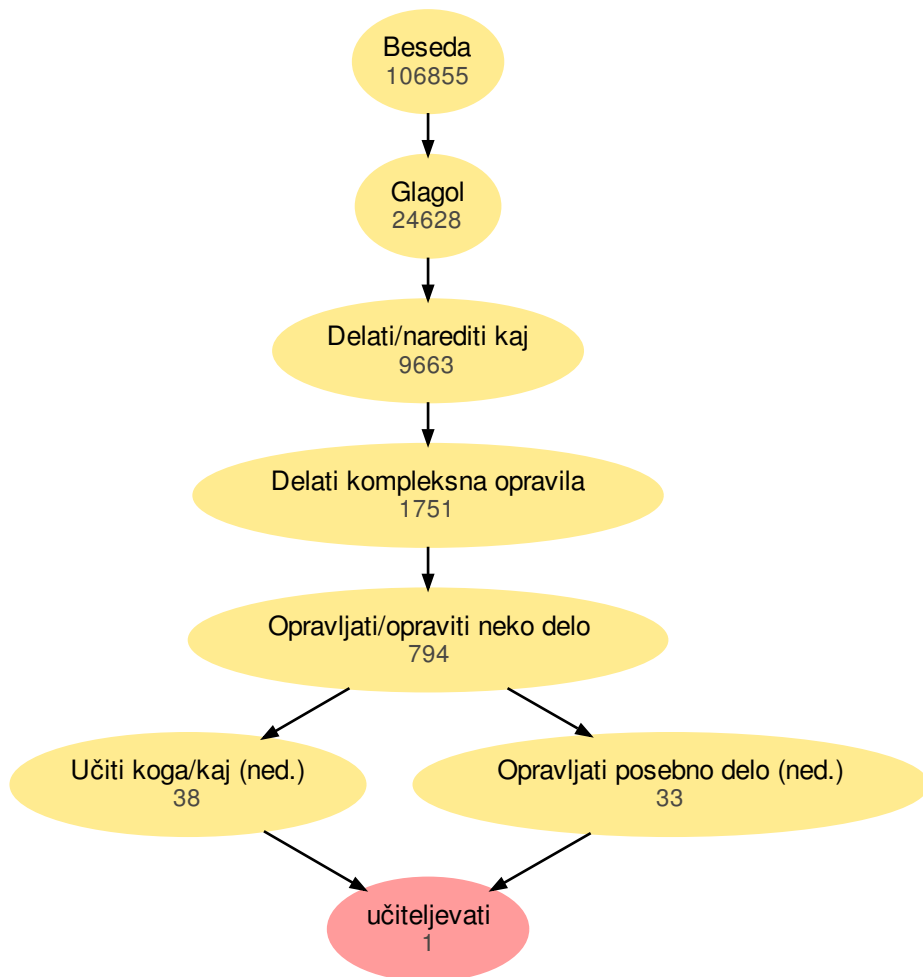 Beseda
106855
Glagol
24628
Delati/narediti kaj
9663
Delati kompleksna opravila
1751
Opravljati/opraviti neko delo
794
Učiti koga/kaj (ned.)
38
Opravljati posebno delo (ned.)
33
učiteljevati
1